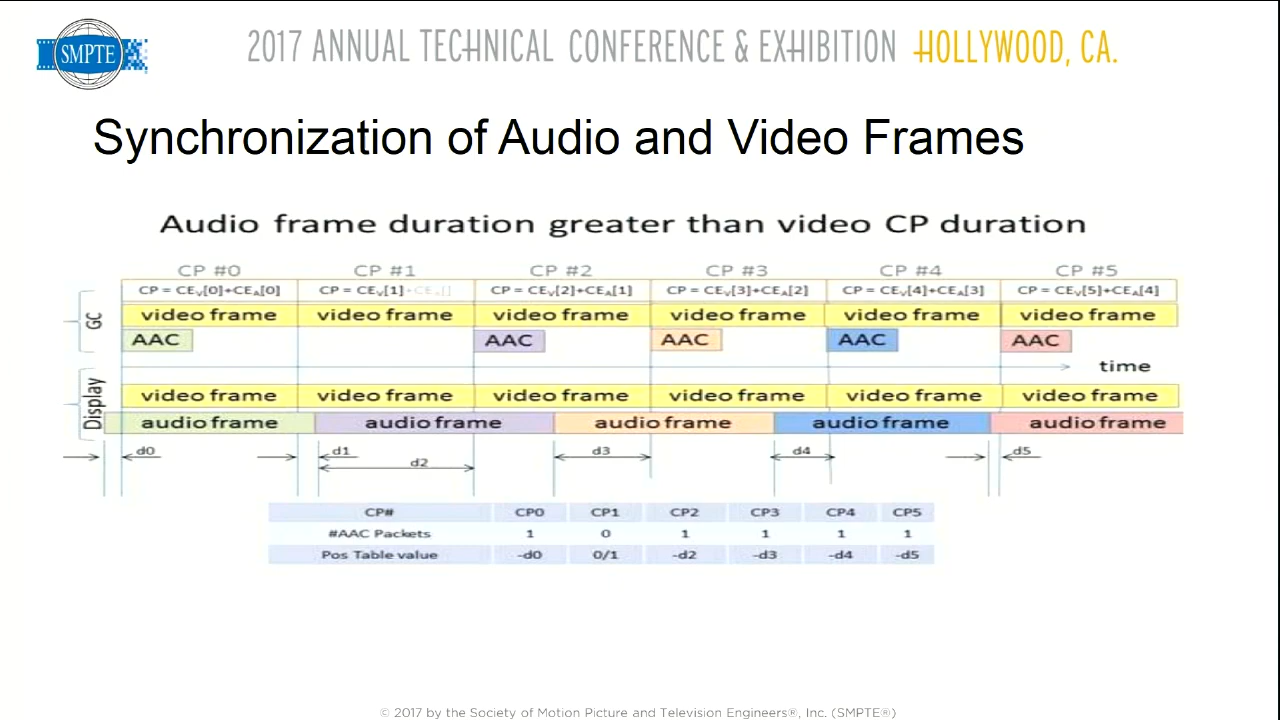 SMPTE
2017 ANNUAL TECHNICAL CONFERENCE & EXHIBITION HOLLYWOOD, CA.
Synchronization of Audio and Video Frames
Audio frame duration greater than video CP duration
CP #0 CP #1 CP #2 CP #3 CP #4 CP #5
CP = CEV[0]+CEA[0] CP = CEV[1]+CEA[] CP = CEV[2]+CEA[1] CP = CEV[3]+CEA[2] CP = CEV[4]+CEA[3] CP = CEV[5]+CEA[4]
GC
video frame video frame video frame video frame video frame video frame
AAC AAC AAC AAC AAC
time
Display
video frame video frame video frame video frame video frame video frame
audio frame audio frame audio frame audio frame audio frame
d0 d1 d3 d4 d5
d2
CP# CP0 CP1 CP2 CP3 CP4 CP5
#AAC Packets 1 0 1 1 1 1
Pos Table value -d0 0/1 -d2 -d3 -d4 -d5
© 2017 by the Society of Motion Picture and Television Engineers®, Inc. (SMPTE®)